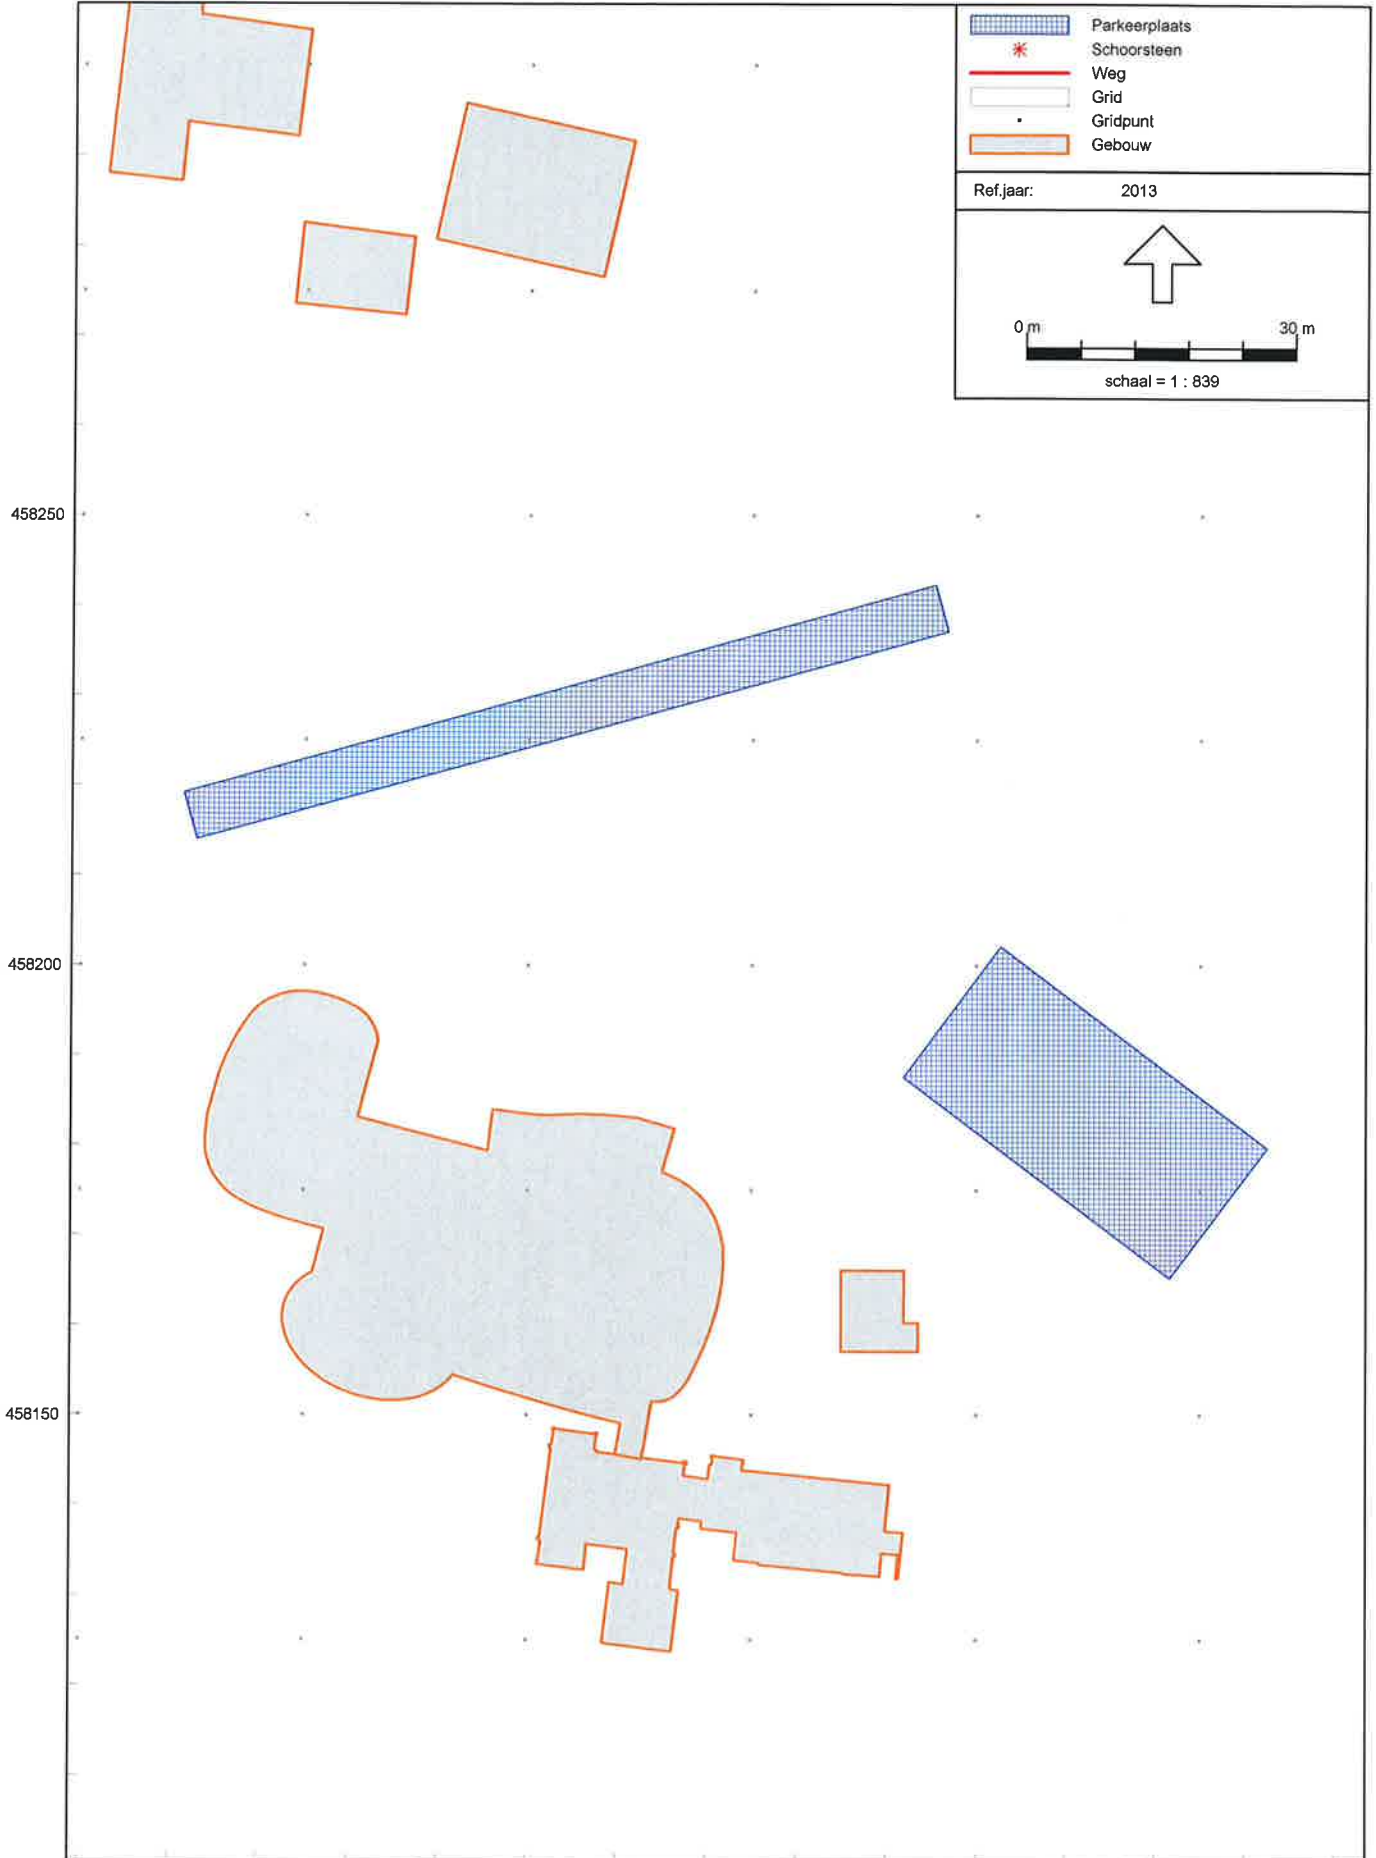 Parkeerplaats
Schoorsteen
Weg
Grid
Gridpunt
Gebouw
Ref.jaar: 2013
0 m 30 m
schaal = 1 : 839
458250
458200
458150